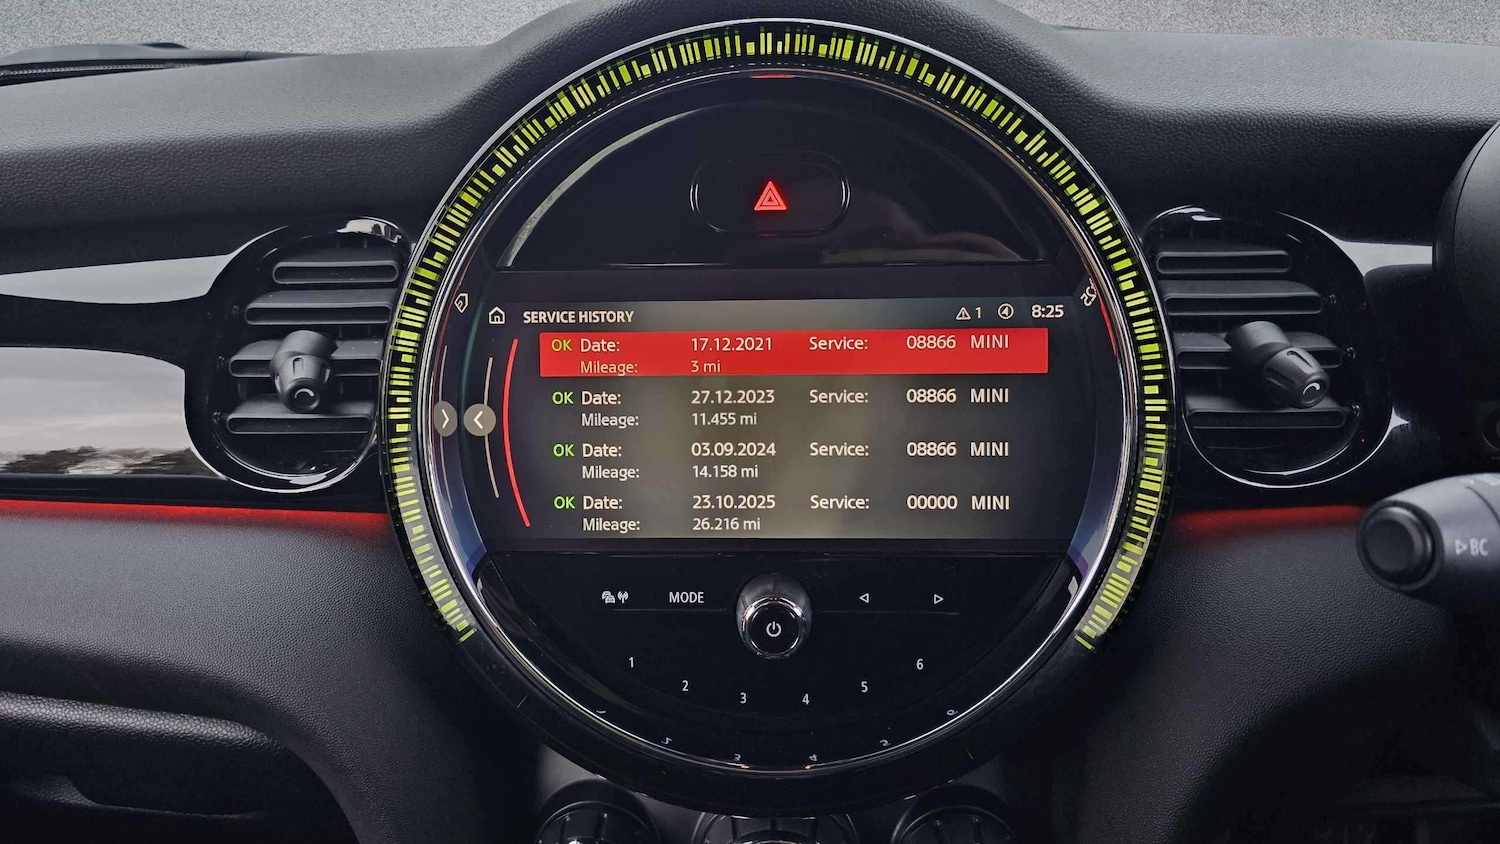 SERVICE HISTORY 1 8:25
OK Date: 17.12.2021 Service: 08866 MINI
Mileage: 3 mi
OK Date: 27.12.2023 Service: 08866 MINI
Mileage: 11.455 mi
OK Date: 03.09.2024 Service: 08866 MINI
Mileage: 14.158 mi
OK Date: 23.10.2025 Service: 00000 MINI
Mileage: 26.216 mi
MODE
1 2 3 4 5 6
BC